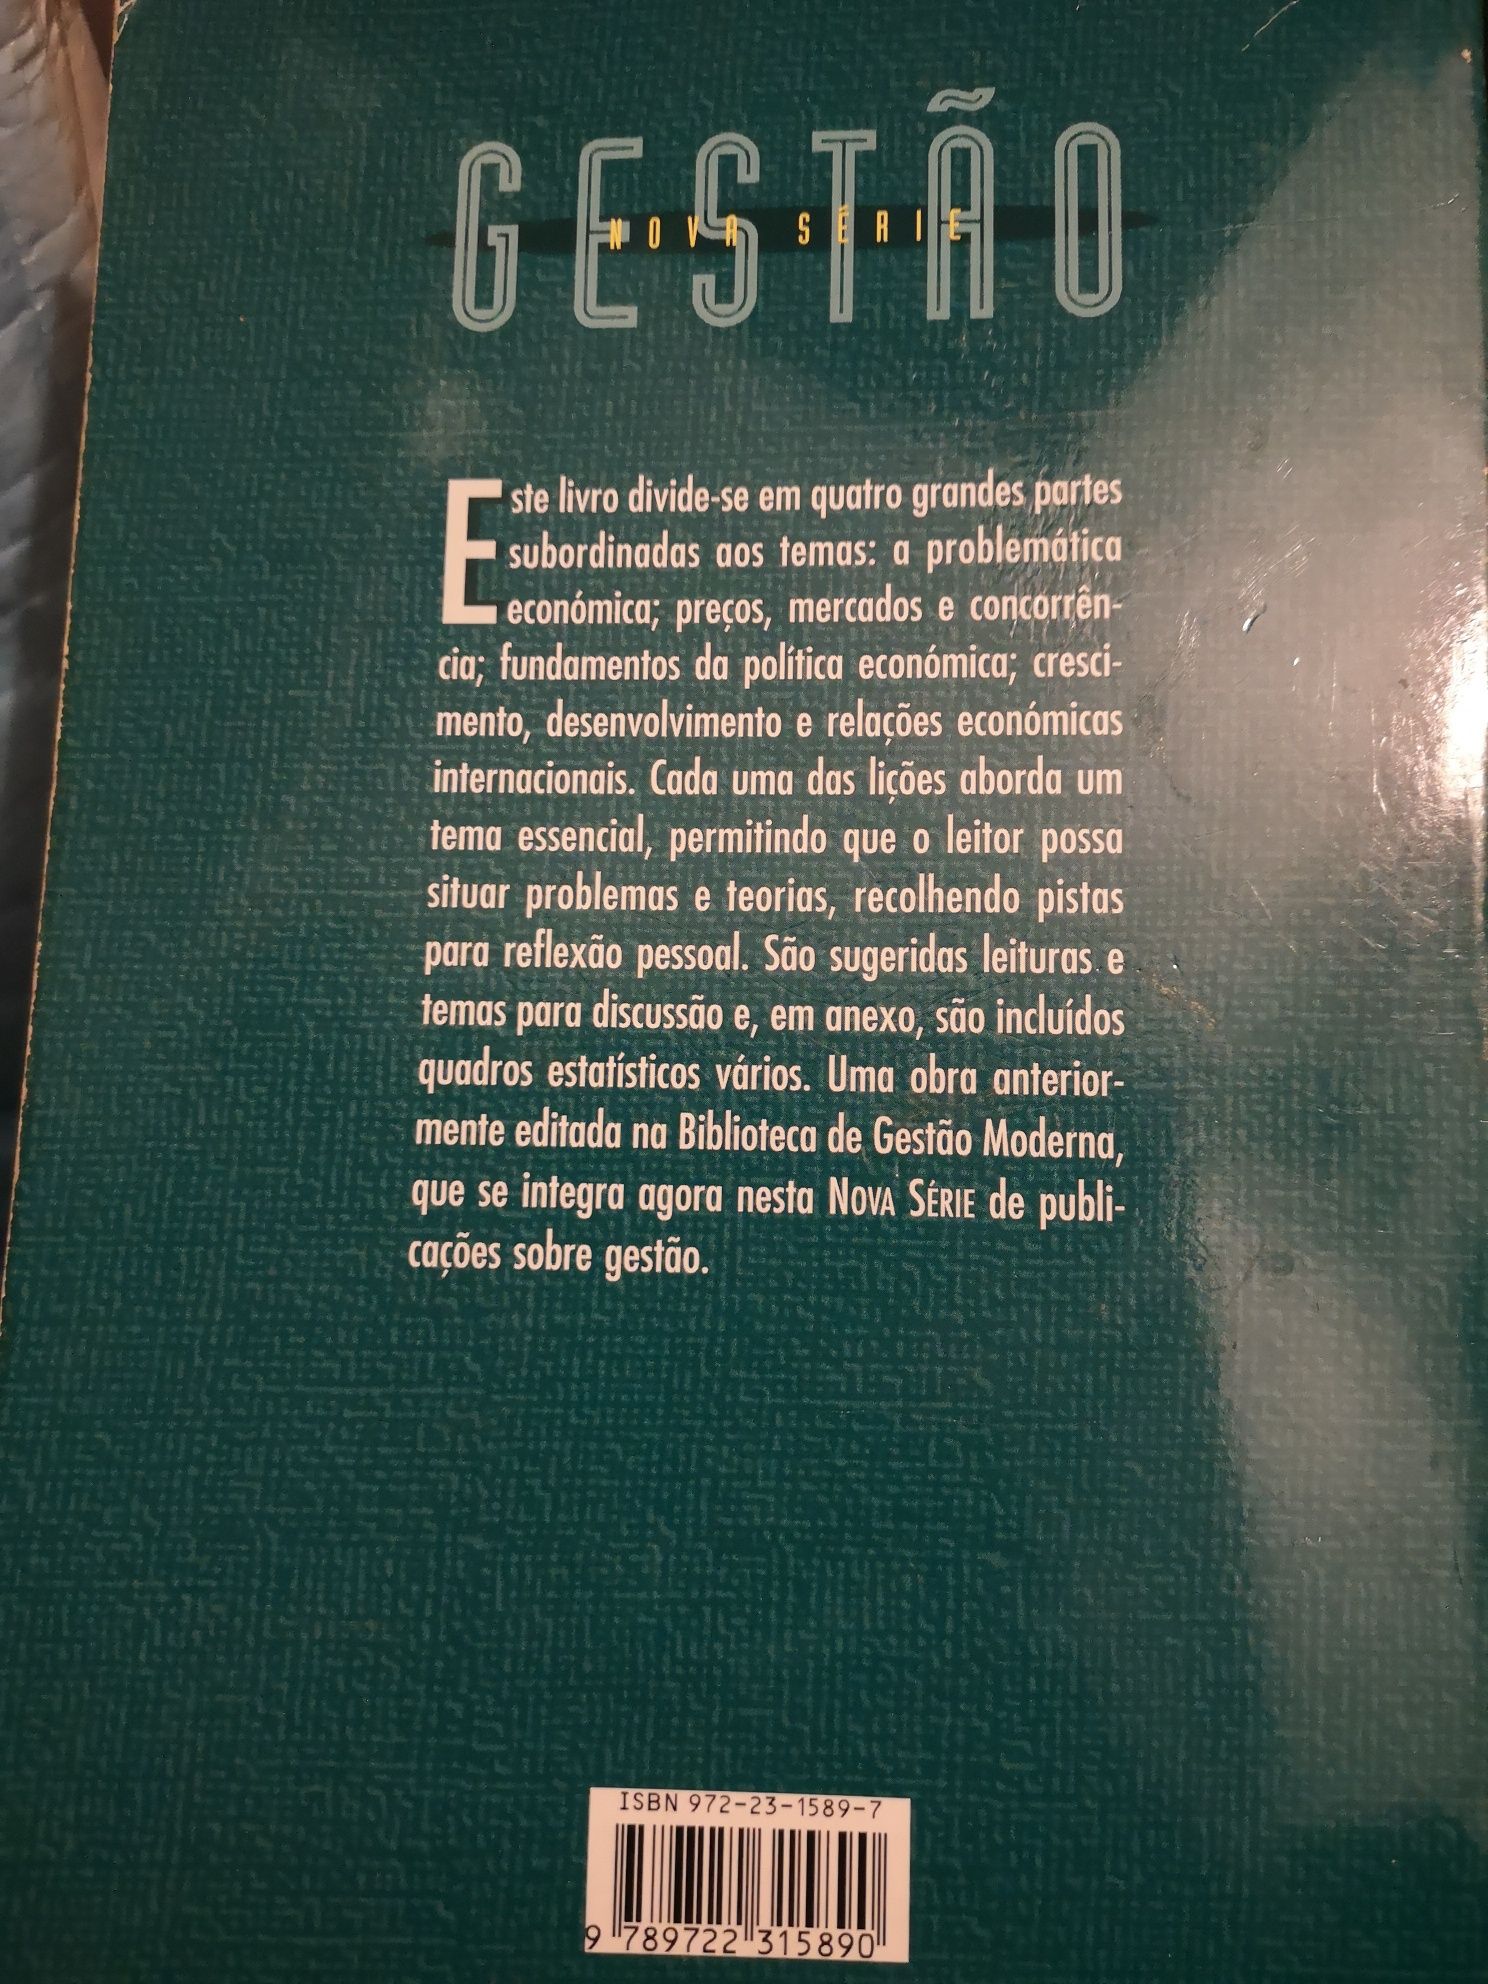 GESTÃO
NOVA SÉRIE
Este livro divide-se em quatro grandes partes
subordinadas aos temas: a problemática
económica; preços, mercados e concorrên-
cia; fundamentos da política económica; cresci-
mento, desenvolvimento e relações económicas
internacionais. Cada uma das lições aborda um
tema essencial, permitindo que o leitor possa
situar problemas e teorias, recolhendo pistas
para reflexão pessoal. São sugeridas leituras e
temas para discussão e, em anexo, são incluídos
quadros estatísticos vários. Uma obra anterior-
mente editada na Biblioteca de Gestão Moderna,
que se integra agora nesta NOVA SÉRIE de publi-
cações sobre gestão.
ISBN 972-23-1589-7
9 789722 315890